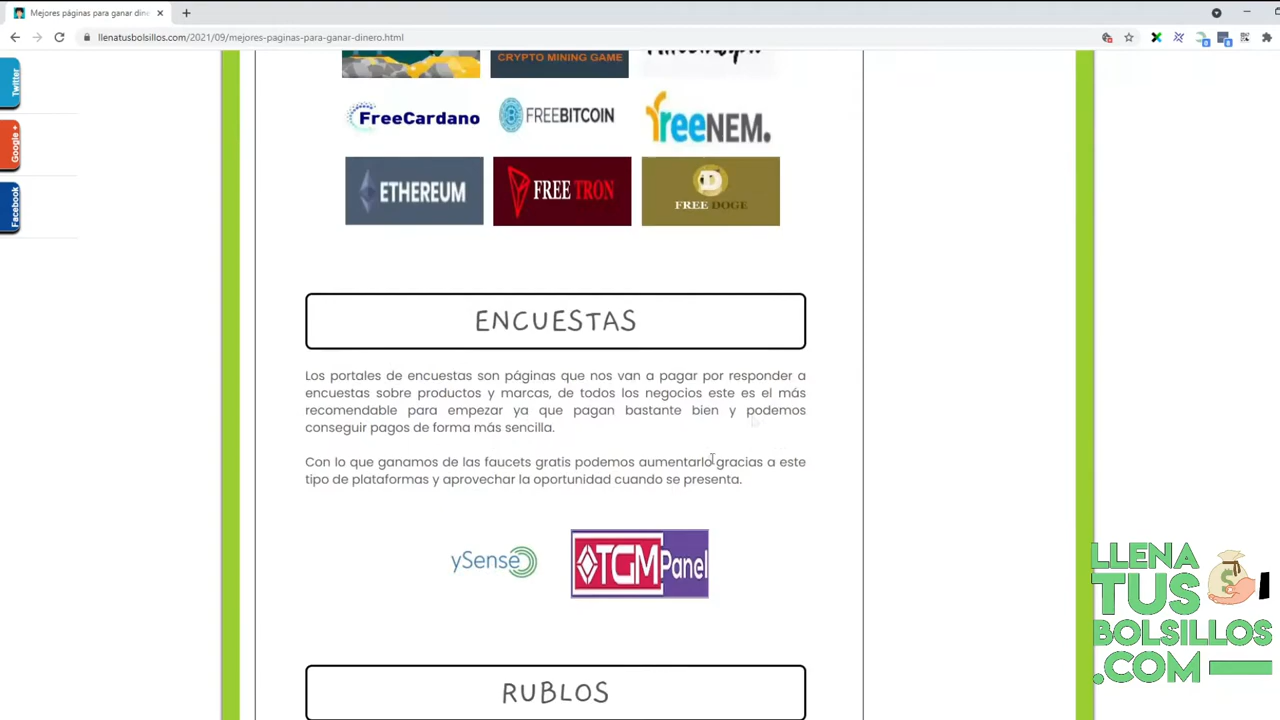 Mejores páginas para ganar dine
llenatusbolsillos.com/2021/09/mejores-paginas-para-ganar-dinero.html
Twitter
Google +
Facebook
CRYPTO MINING GAME
FreeCardano
FREEBITCOIN
freeNEM.
ETHEREUM
FREE TRON
FREE DOGE
ENCUESTAS
Los portales de encuestas son páginas que nos van a pagar por responder a
encuestas sobre productos y marcas, de todos los negocios este es el más
recomendable para empezar ya que pagan bastante bien y podemos
conseguir pagos de forma más sencilla.
Con lo que ganamos de las faucets gratis podemos aumentarlo gracias a este
tipo de plataformas y aprovechar la oportunidad cuando se presenta.
ySense
TGM Panel
RUBLOS
LLENA
TUS
BOLSILLOS
.COM